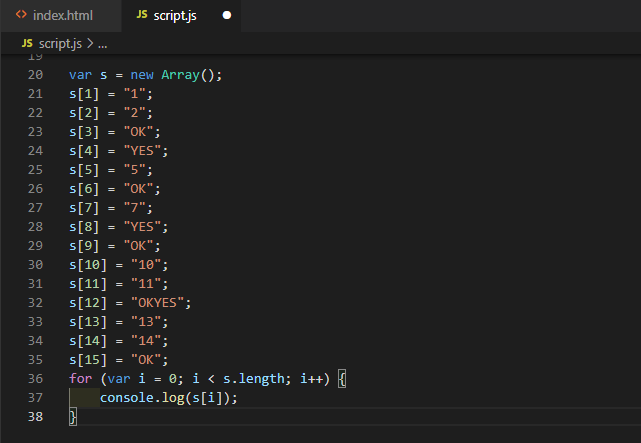 index.html
JS script.js
JS script.js > ...
19
20 var s = new Array();
21 s[1] = "1";
22 s[2] = "2";
23 s[3] = "OK";
24 s[4] = "YES";
25 s[5] = "5";
26 s[6] = "OK";
27 s[7] = "7";
28 s[8] = "YES";
29 s[9] = "OK";
30 s[10] = "10";
31 s[11] = "11";
32 s[12] = "OKYES";
33 s[13] = "13";
34 s[14] = "14";
35 s[15] = "OK";
36 for (var i = 0; i < s.length; i++) {
37     console.log(s[i]);
38 }